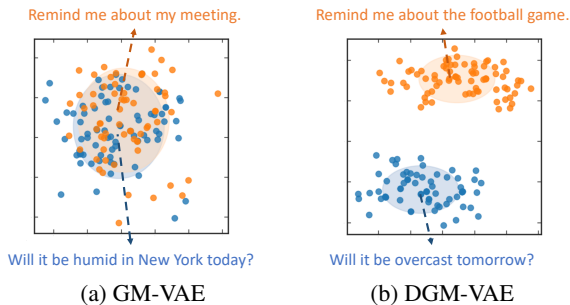 Remind me about my meeting.
Remind me about the football game.
Will it be humid in New York today?
Will it be overcast tomorrow?
(a) GM-VAE
(b) DGM-VAE